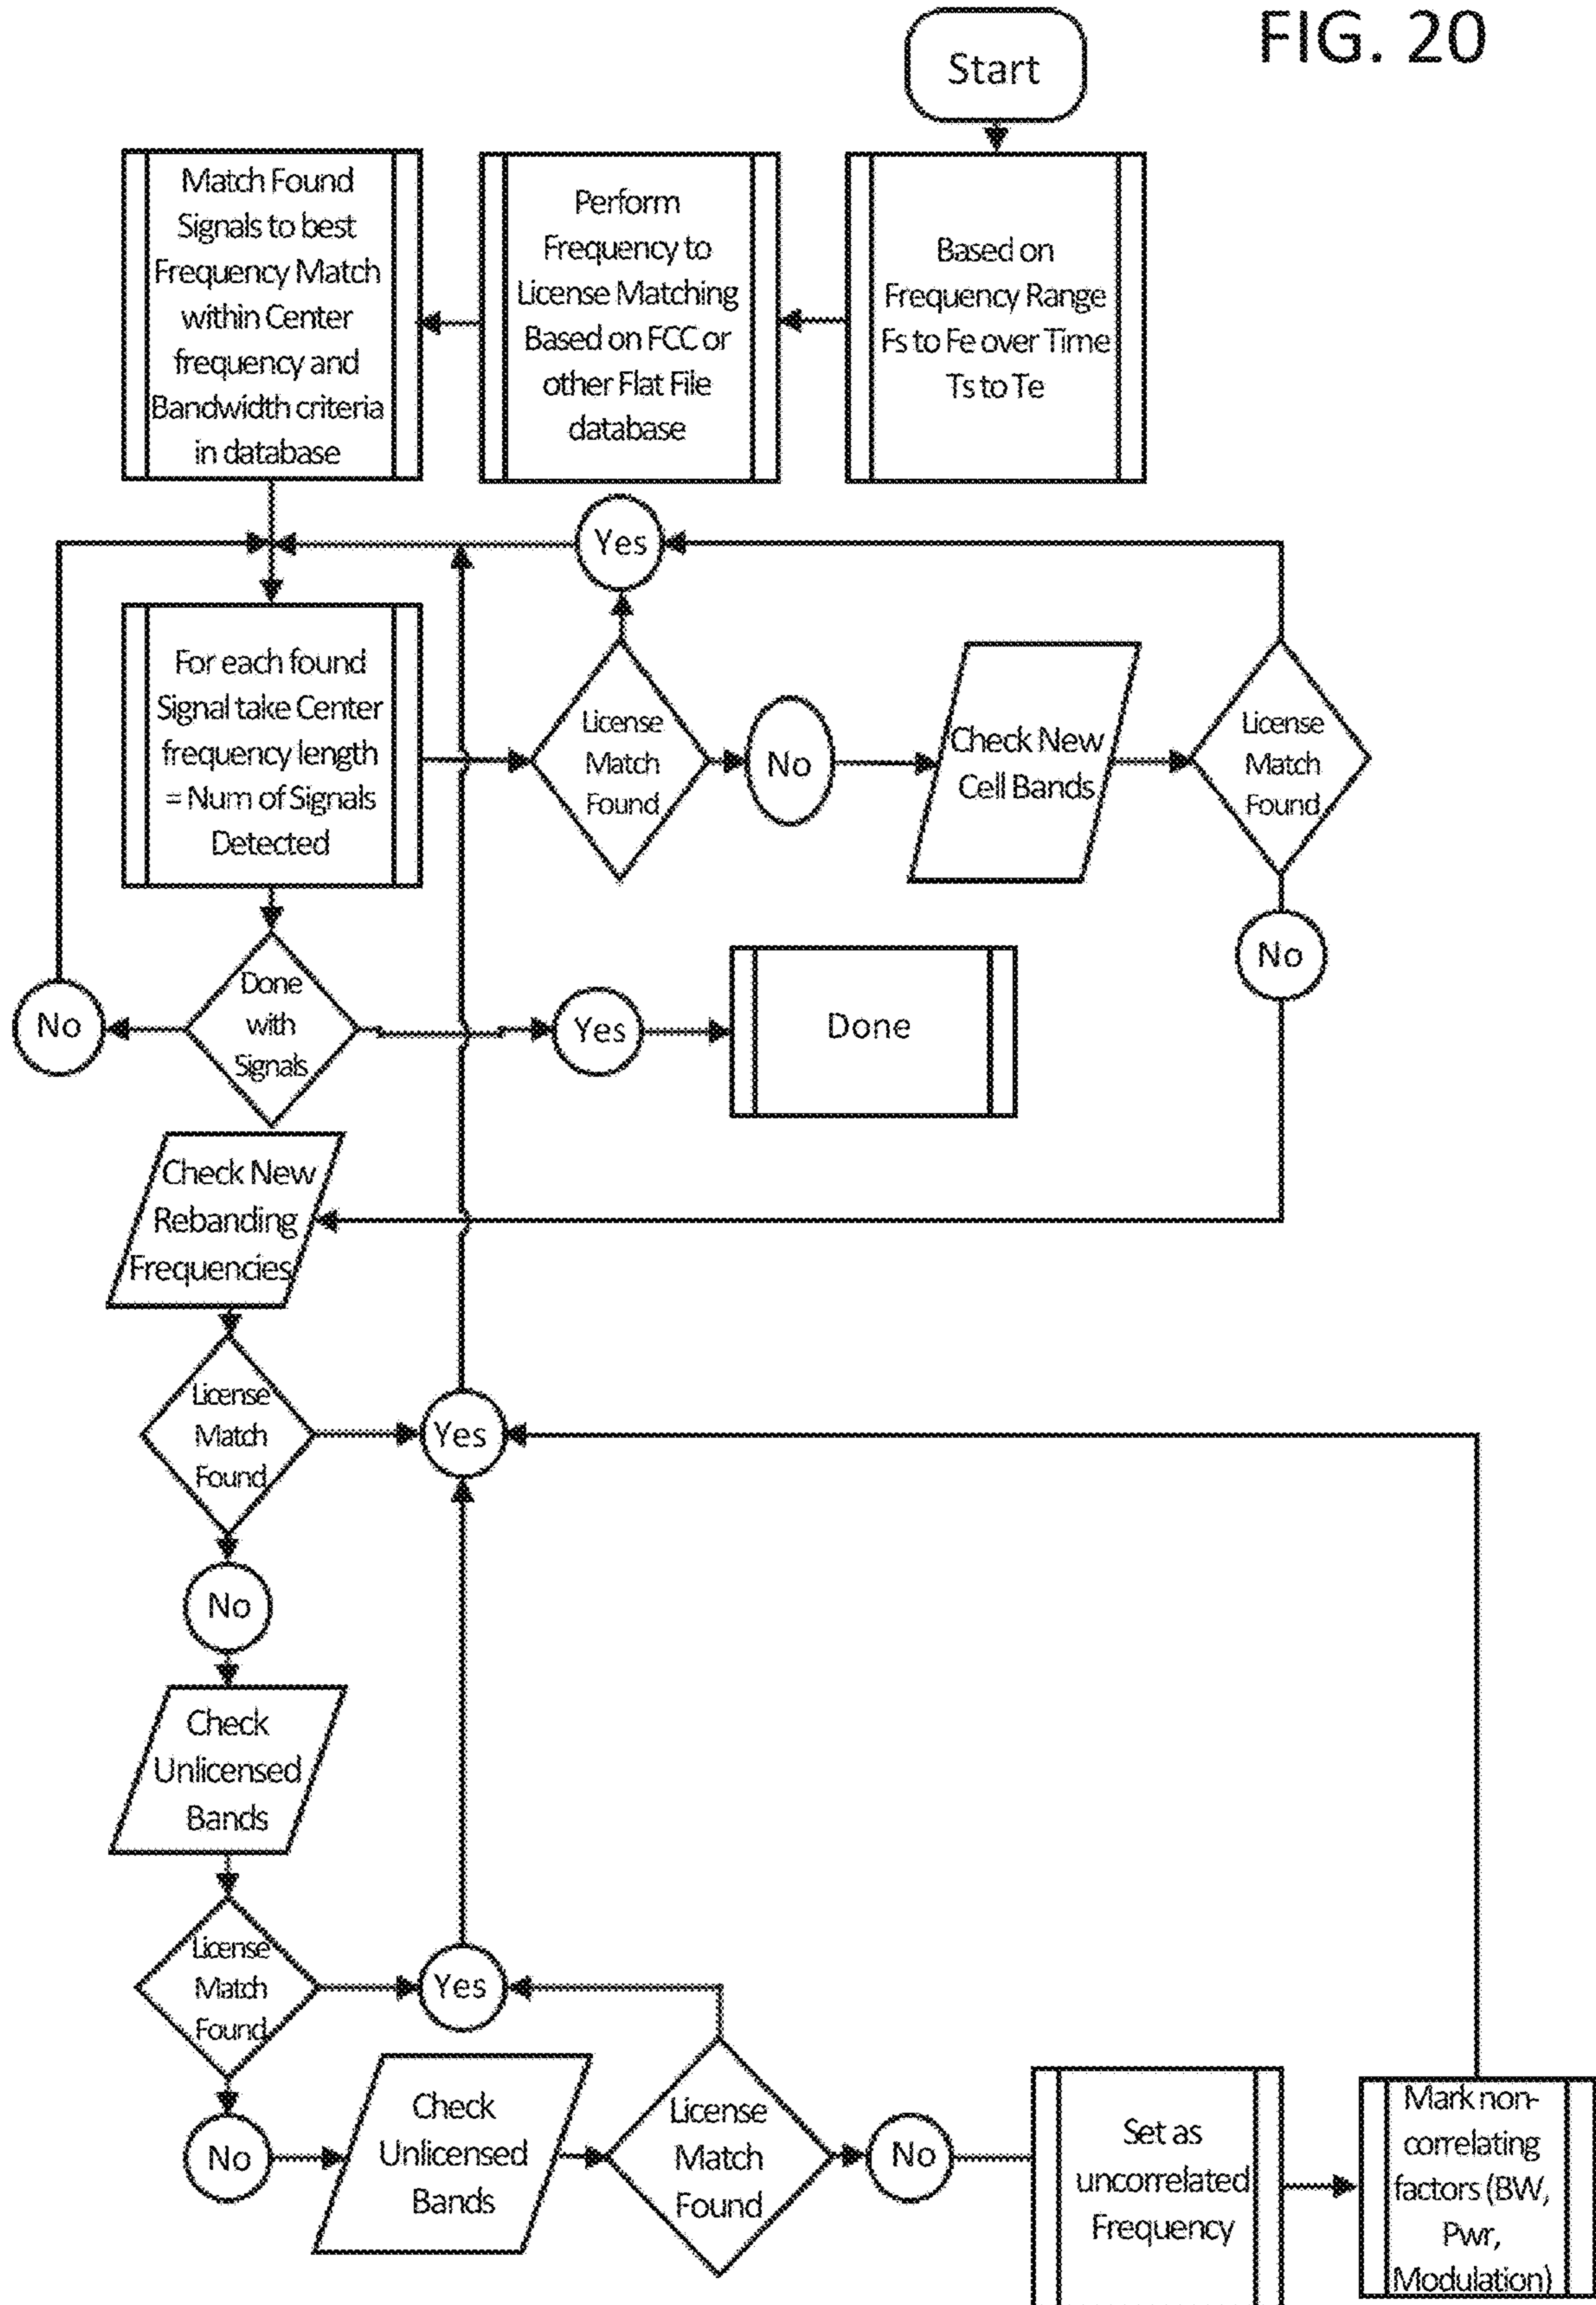 FIG. 20
Start
Match Found
Signals to best
Frequency Match
within Center
frequency and
Bandwidth criteria
in database
Perform
Frequency to
License Matching
Based on FCC or
other Flat File
database
Based on
Frequency Range
Fs to Fe over Time
Ts to Te
Yes
For each found
Signal take Center
frequency length
= Num of Signals
Detected
License
Match
Found
No
Check New
Cell Bands
License
Match
Found
No
No
Done
with
Signals
Yes
Done
Check New
Rebanding
Frequencies
License
Match
Found
Yes
No
Check
Unlicensed
Bands
License
Match
Found
Yes
No
Check
Unlicensed
Bands
License
Match
Found
No
Set as
uncorrelated
Frequency
Mark non-
correlating
factors (BW,
Pwr,
Modulation)